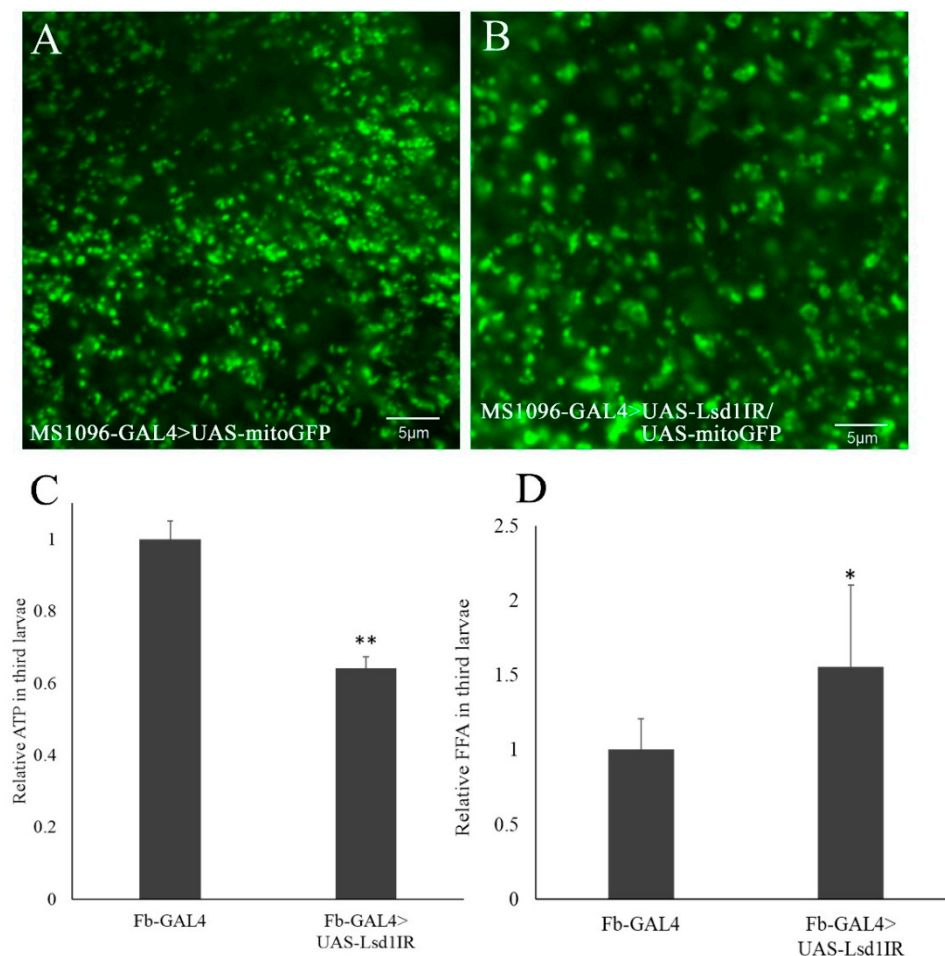 A
B
MS1096-GAL4>UAS-mitoGFP
5μm
MS1096-GAL4>UAS-Lsd1IR/
UAS-mitoGFP
5μm
C
D
Relative ATP in third larvae
1
0.8
0.6
0.4
0.2
0
**
Fb-GAL4
Fb-GAL4>
UAS-Lsd1IR
Relative FFA in third larvae
2.5
2
1.5
1
0.5
0
*
Fb-GAL4
Fb-GAL4>
UAS-Lsd1IR